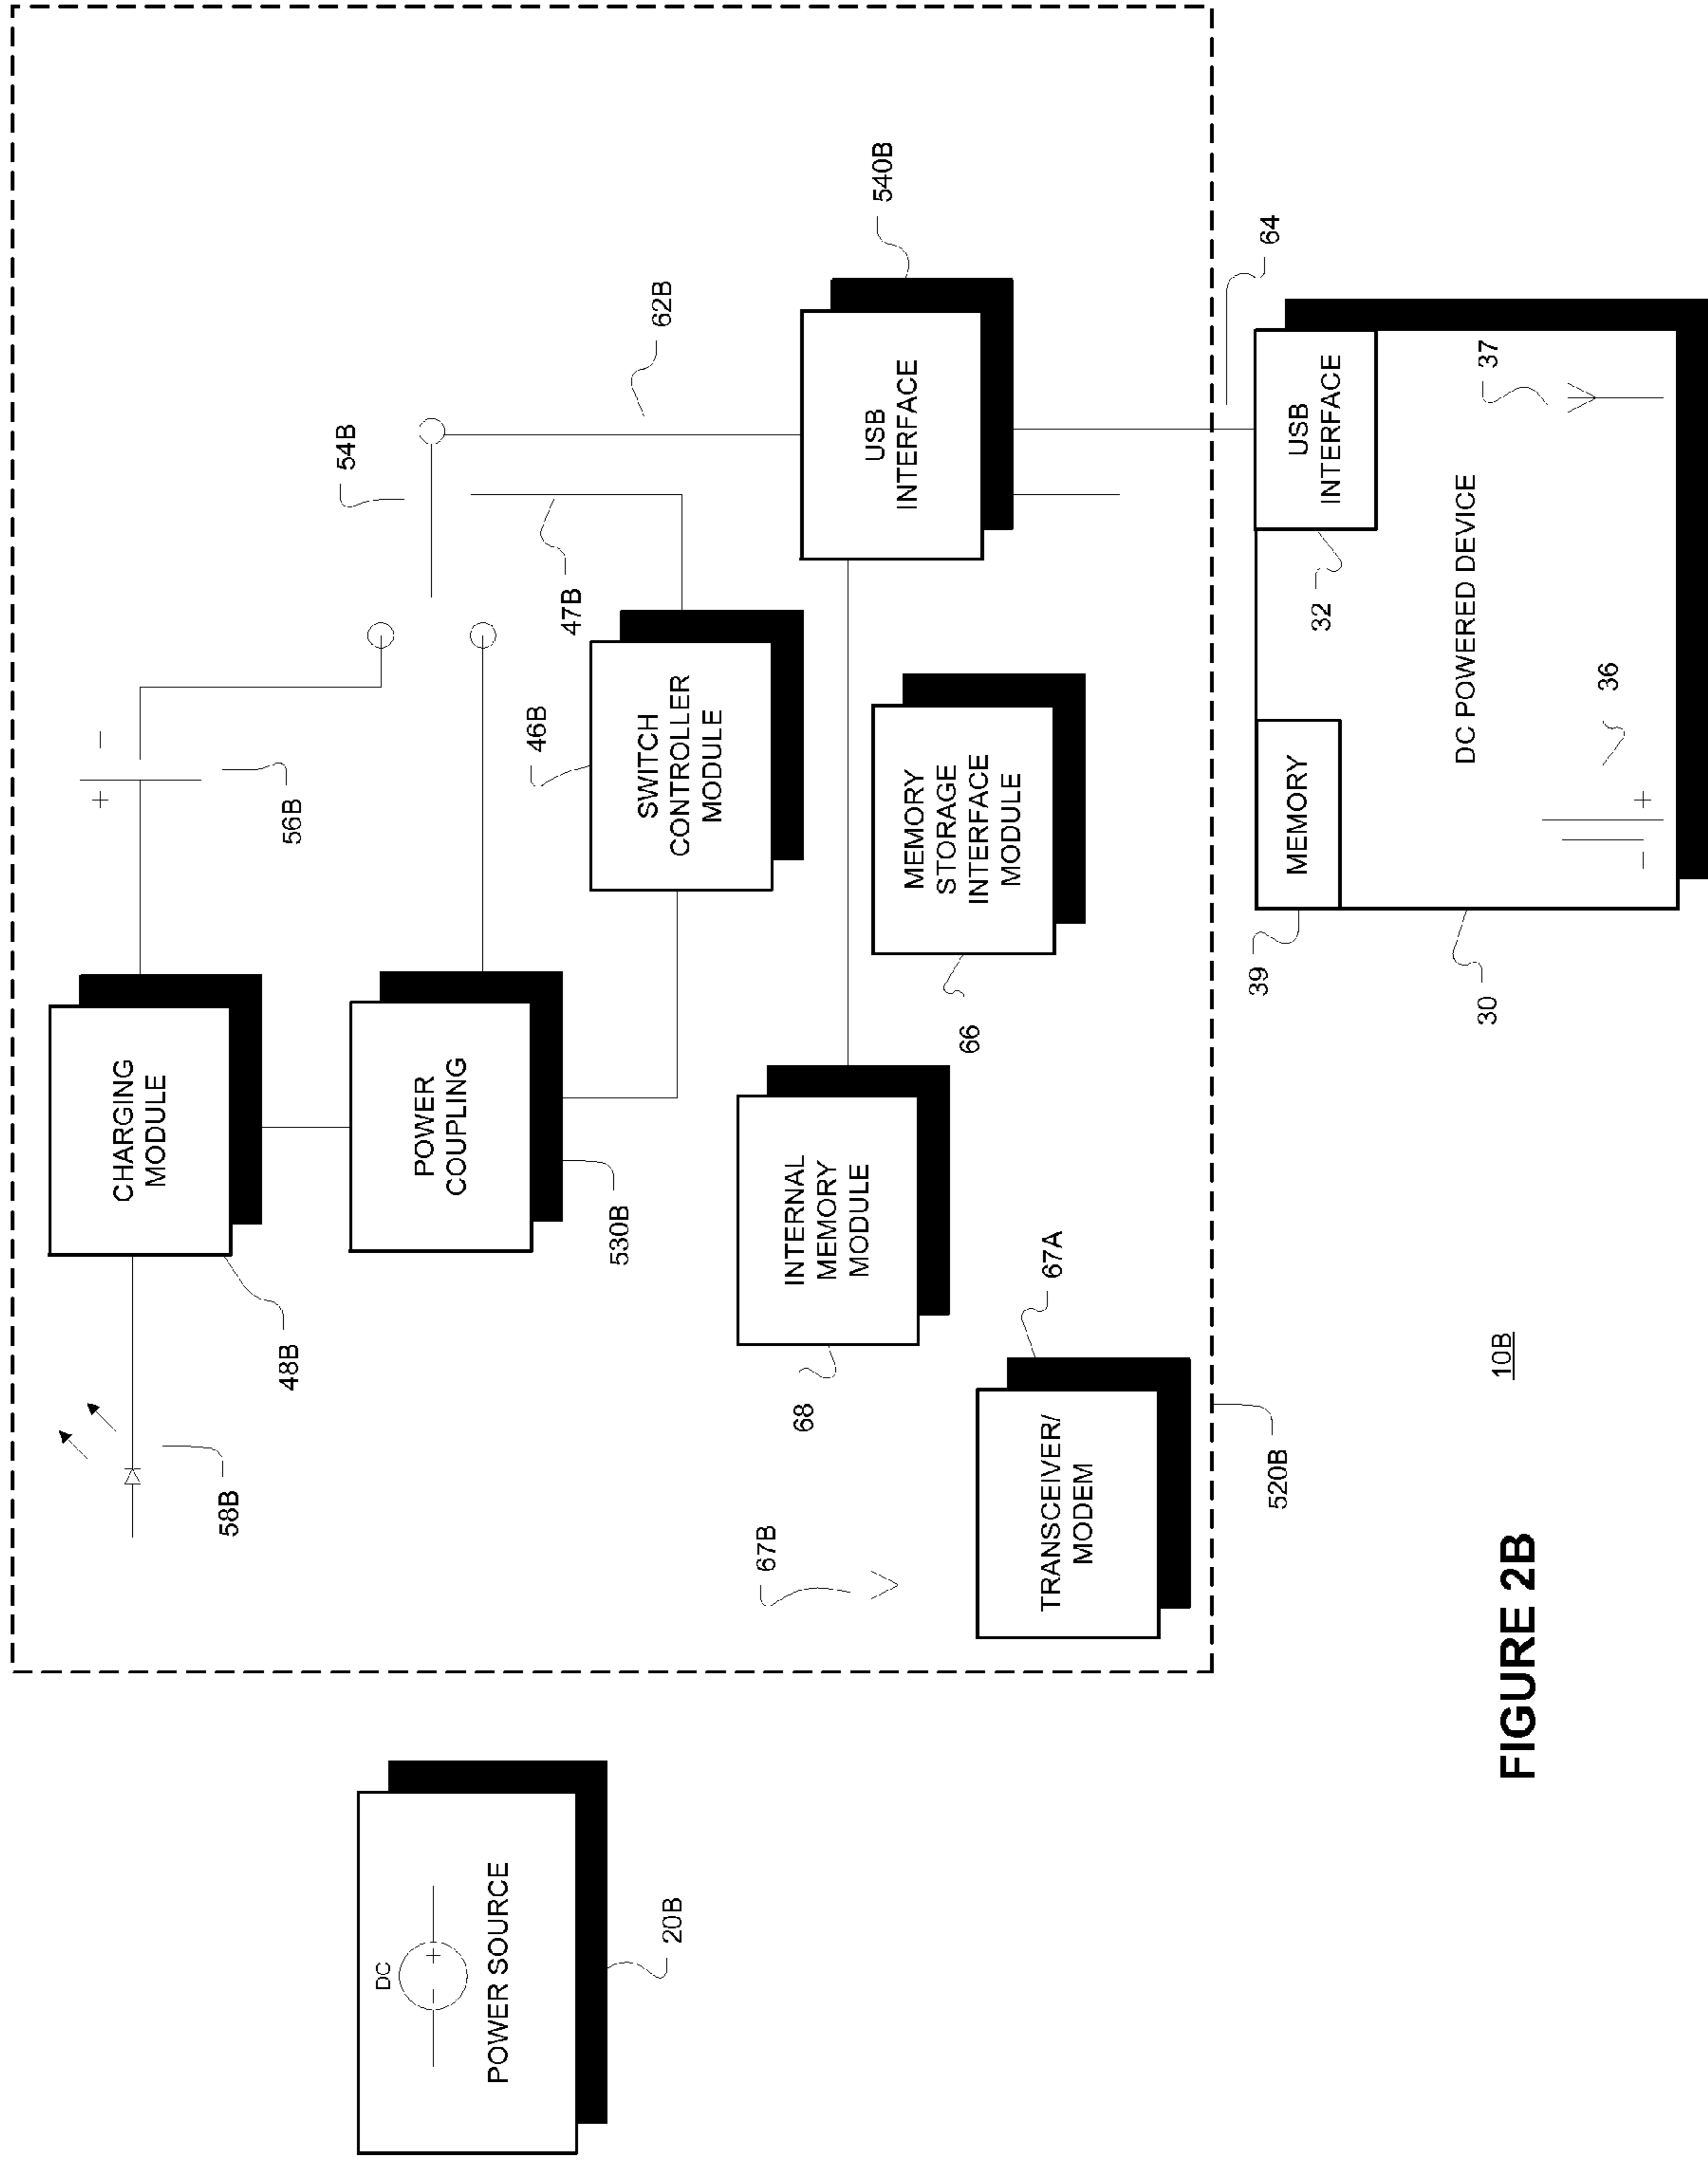 58B
CHARGING
MODULE
48B
+
-
56B
54B
62B
47B
POWER
COUPLING
530B
46B
SWITCH
CONTROLLER
MODULE
540B
USB
INTERFACE
INTERNAL
MEMORY
MODULE
68
MEMORY
STORAGE
INTERFACE
MODULE
66
67B
TRANSCEIVER/
MODEM
67A
520B
64
DC
- +
POWER SOURCE
20B
39
MEMORY
USB
INTERFACE
32
30
DC POWERED DEVICE
36
- +
37
10B
FIGURE 2B